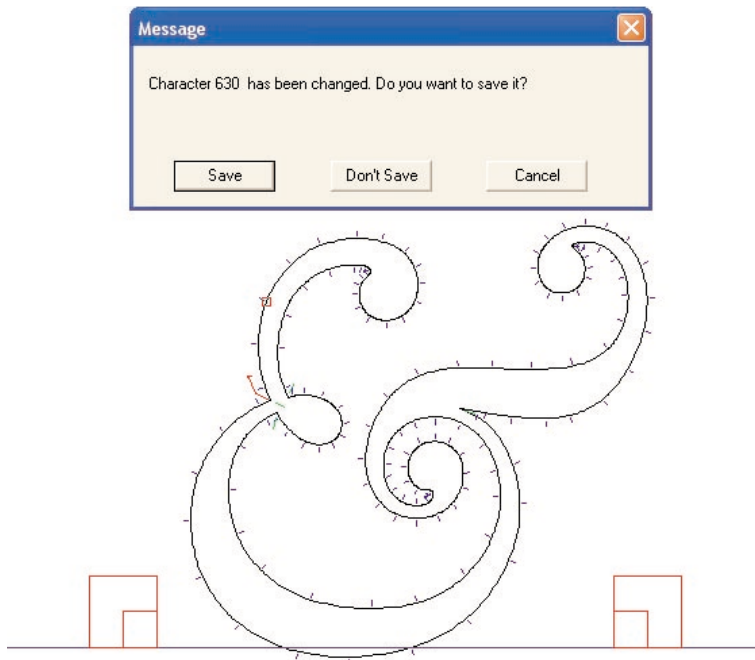 Message
Character 630 has been changed. Do you want to save it?
Save Don't Save Cancel
&